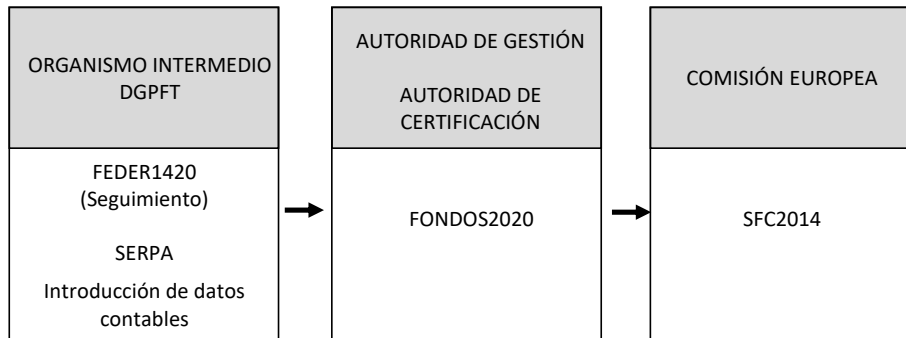 ORGANISMO INTERMEDIO
DGPFT
FEDER1420
(Seguimiento)
SERPA
Introducción de datos
contables
AUTORIDAD DE GESTIÓN
AUTORIDAD DE
CERTIFICACIÓN
FONDOS2020
COMISIÓN EUROPEA
SFC2014